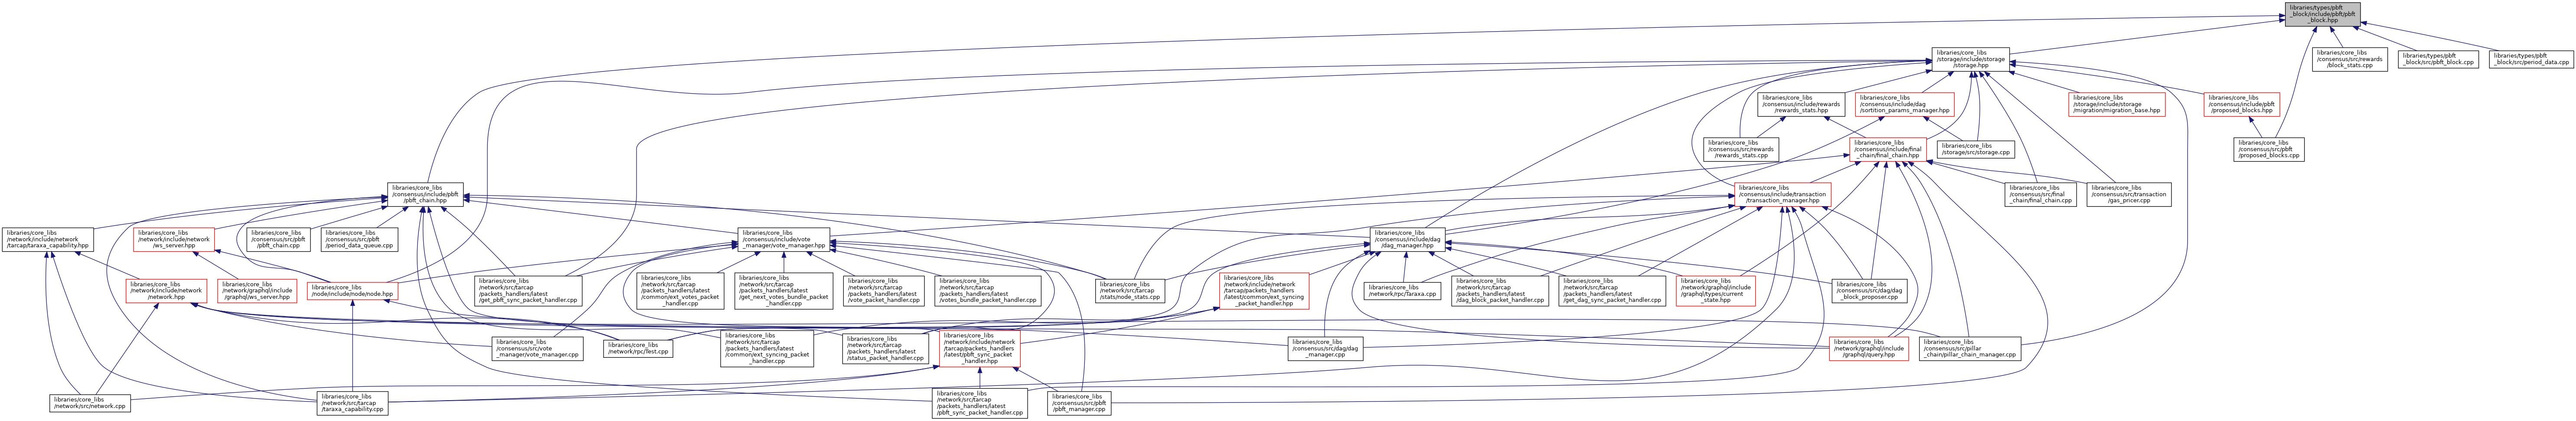 libraries/types/pbft
_block/include/pbft/pbft
_block.hpp
libraries/core_libs
/storage/include/storage
/storage.hpp
libraries/core_libs
/consensus/src/rewards
/block_stats.cpp
libraries/types/pbft
_block/src/pbft_block.cpp
libraries/types/pbft
_block/src/period_data.cpp
libraries/core_libs
/consensus/include/rewards
/rewards_stats.hpp
libraries/core_libs
/consensus/include/dag
/sortition_params_manager.hpp
libraries/core_libs
/storage/include/storage
/migration/migration_base.hpp
libraries/core_libs
/consensus/include/pbft
/proposed_blocks.hpp
libraries/core_libs
/consensus/src/rewards
/rewards_stats.cpp
libraries/core_libs
/consensus/include/final
_chain/final_chain.hpp
libraries/core_libs
/storage/src/storage.cpp
libraries/core_libs
/consensus/src/pbft
/proposed_blocks.cpp
libraries/core_libs
/consensus/include/pbft
/pbft_chain.hpp
libraries/core_libs
/consensus/include/transaction
/transaction_manager.hpp
libraries/core_libs
/consensus/src/final
_chain/final_chain.cpp
libraries/core_libs
/consensus/src/transaction
/gas_pricer.cpp
libraries/core_libs
/network/include/network
/tarcap/taraxa_capability.hpp
libraries/core_libs
/network/include/network
/ws_server.hpp
libraries/core_libs
/consensus/src/pbft
/pbft_chain.cpp
libraries/core_libs
/consensus/src/pbft
/period_data_queue.cpp
libraries/core_libs
/consensus/include/vote
_manager/vote_manager.hpp
libraries/core_libs
/consensus/include/dag
/dag_manager.hpp
libraries/core_libs
/network/include/network
/network.hpp
libraries/core_libs
/network/graphql/include
/graphql/ws_server.hpp
libraries/core_libs
/node/include/node/node.hpp
libraries/core_libs
/network/src/tarcap
/packets_handlers/latest
/get_pbft_sync_packet_handler.cpp
libraries/core_libs
/network/src/tarcap
/packets_handlers/latest
/common/ext_votes_packet
_handler.cpp
libraries/core_libs
/network/src/tarcap
/packets_handlers/latest
/get_next_votes_bundle_packet
_handler.cpp
libraries/core_libs
/network/src/tarcap
/packets_handlers/latest
/vote_packet_handler.cpp
libraries/core_libs
/network/src/tarcap
/packets_handlers/latest
/votes_bundle_packet_handler.cpp
libraries/core_libs
/network/src/tarcap
/stats/node_stats.cpp
libraries/core_libs
/network/include/network
/tarcap/packets_handlers
/latest/common/ext_syncing
_packet_handler.hpp
libraries/core_libs
/network/rpc/Taraxa.cpp
libraries/core_libs
/network/src/tarcap
/packets_handlers/latest
/dag_block_packet_handler.cpp
libraries/core_libs
/network/src/tarcap
/packets_handlers/latest
/get_dag_sync_packet_handler.cpp
libraries/core_libs
/network/graphql/include
/graphql/types/current
_state.hpp
libraries/core_libs
/consensus/src/dag/dag
_block_proposer.cpp
libraries/core_libs
/consensus/src/vote
_manager/vote_manager.cpp
libraries/core_libs
/network/rpc/Test.cpp
libraries/core_libs
/network/src/tarcap
/packets_handlers/latest
/common/ext_syncing_packet
_handler.cpp
libraries/core_libs
/network/src/tarcap
/packets_handlers/latest
/status_packet_handler.cpp
libraries/core_libs
/network/include/network
/tarcap/packets_handlers
/latest/pbft_sync_packet
_handler.hpp
libraries/core_libs
/consensus/src/dag/dag
_manager.cpp
libraries/core_libs
/network/graphql/include
/graphql/query.hpp
libraries/core_libs
/consensus/src/pillar
_chain/pillar_chain_manager.cpp
libraries/core_libs
/network/src/network.cpp
libraries/core_libs
/network/src/tarcap
/taraxa_capability.cpp
libraries/core_libs
/network/src/tarcap
/packets_handlers/latest
/pbft_sync_packet_handler.cpp
libraries/core_libs
/consensus/src/pbft
/pbft_manager.cpp